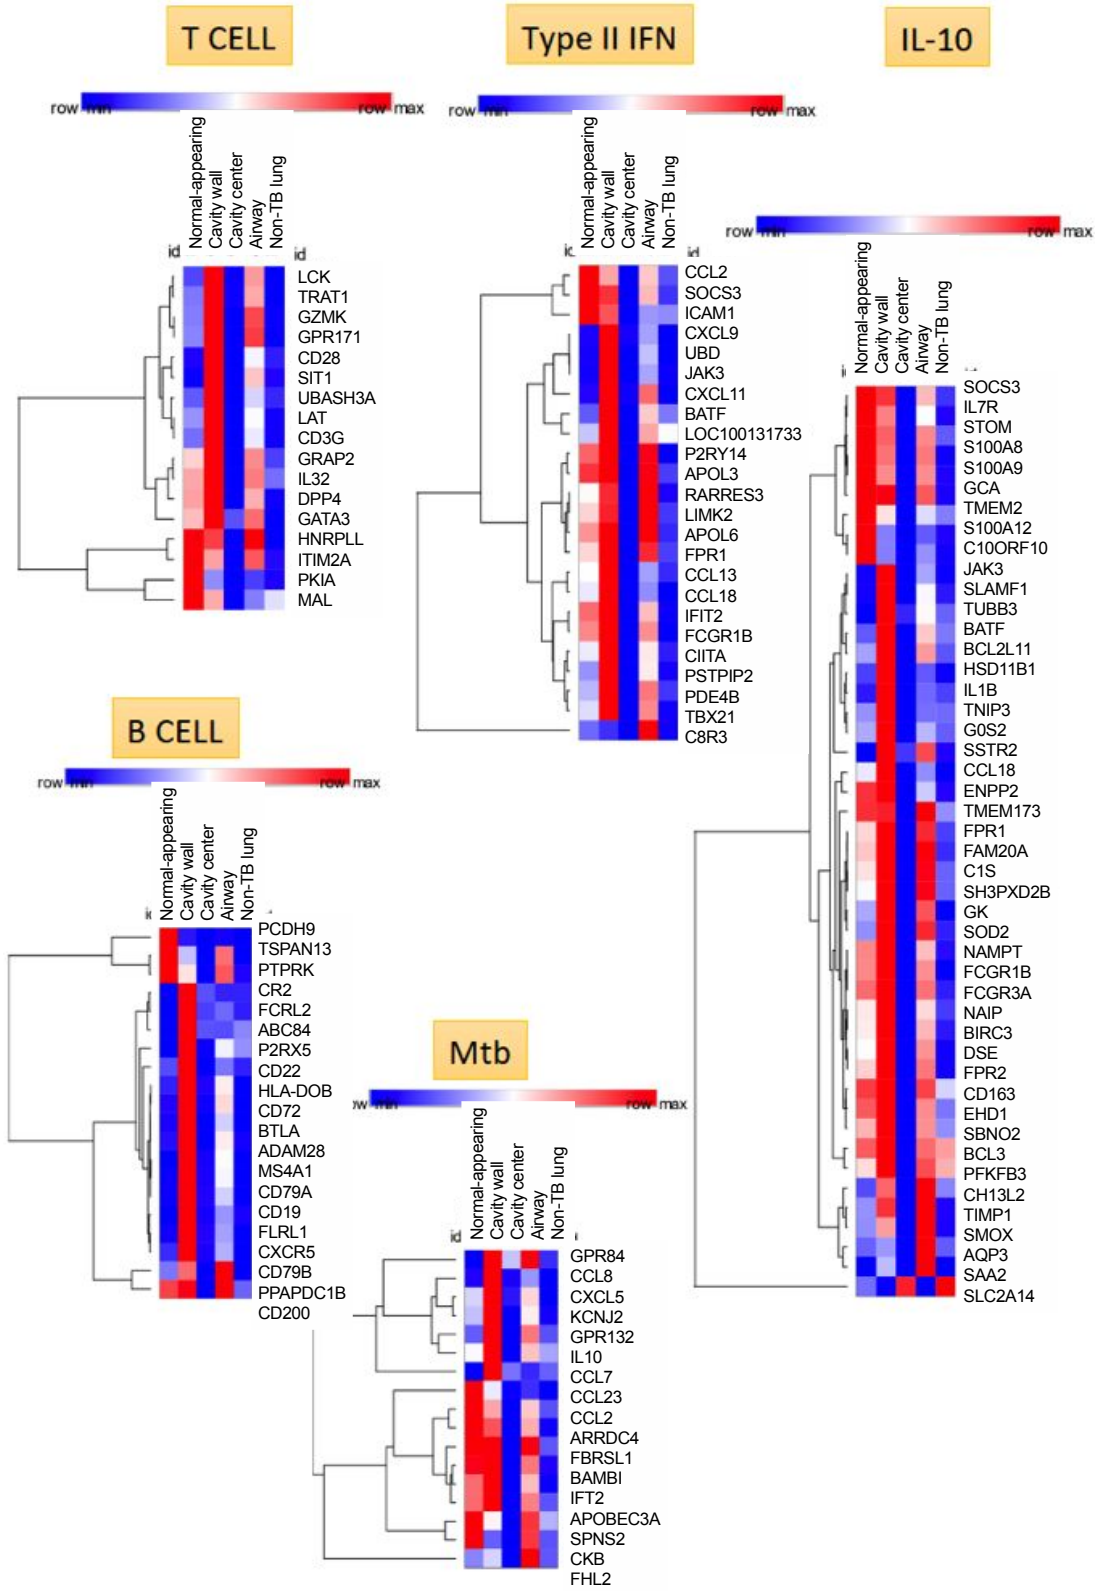 T CELL
row min row max
Normal-appearing
Cavity wall
Cavity center
Airway
Non-TB lung
id id
LCK
TRAT1
GZMK
GPR171
CD28
SIT1
UBASH3A
LAT
CD3G
GRAP2
IL32
DPP4
GATA3
HNRPLL
ITIM2A
PKIA
MAL
Type II IFN
row min row max
Normal-appearing
Cavity wall
Cavity center
Airway
Non-TB lung
id
CCL2
SOCS3
ICAM1
CXCL9
UBD
JAK3
CXCL11
BATF
LOC100131733
P2RY14
APOL3
RARRES3
LIMK2
APOL6
FPR1
CCL13
CCL18
IFIT2
FCGR1B
CIITA
PSTPIP2
PDE4B
TBX21
C8R3
IL-10
row min row max
Normal-appearing
Cavity wall
Cavity center
Airway
Non-TB lung
SOCS3
IL7R
STOM
S100A8
S100A9
GCA
TMEM2
S100A12
C10ORF10
JAK3
SLAMF1
TUBB3
BATF
BCL2L11
HSD11B1
IL1B
TNIP3
G0S2
SSTR2
CCL18
ENPP2
TMEM173
FPR1
FAM20A
C1S
SH3PXD2B
GK
SOD2
NAMPT
FCGR1B
FCGR3A
NAIP
BIRC3
DSE
FPR2
CD163
EHD1
SBNO2
BCL3
PFKFB3
CH13L2
TIMP1
SMOX
AQP3
SAA2
SLC2A14
B CELL
row min row max
Normal-appearing
Cavity wall
Cavity center
Airway
Non-TB lung
PCDH9
TSPAN13
PTPRK
CR2
FCRL2
ABC84
P2RX5
CD22
HLA-DOB
CD72
BTLA
ADAM28
MS4A1
CD79A
CD19
FLRL1
CXCR5
CD79B
PPAPDC1B
CD200
Mtb
ow min row max
Normal-appearing
Cavity wall
Cavity center
Airway
Non-TB lung
id
GPR84
CCL8
CXCL5
KCNJ2
GPR132
IL10
CCL7
CCL23
CCL2
ARRDC4
FBRSL1
BAMBI
IFT2
APOBEC3A
SPNS2
CKB
FHL2